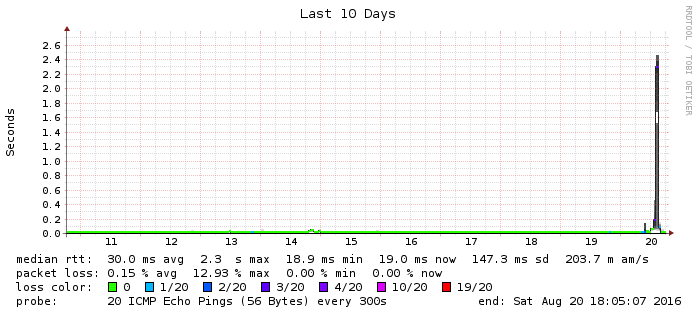 Last 10 Days
RRDTOOL / TOBI OETIKER
Seconds
2.6
2.4
2.2
2.0
1.8
1.6
1.4
1.2
1.0
0.8
0.6
0.4
0.2
0.0
11 12 13 14 15 16 17 18 19 20
median rtt: 30.0 ms avg 2.3 s max 18.9 ms min 19.0 ms now 147.3 ms sd 203.7 m am/s
packet loss: 0.15 % avg 12.93 % max 0.00 % min 0.00 % now
loss color: 0 1/20 2/20 3/20 4/20 10/20 19/20
probe: 20 ICMP Echo Pings (56 Bytes) every 300s end: Sat Aug 20 18:05:07 2016